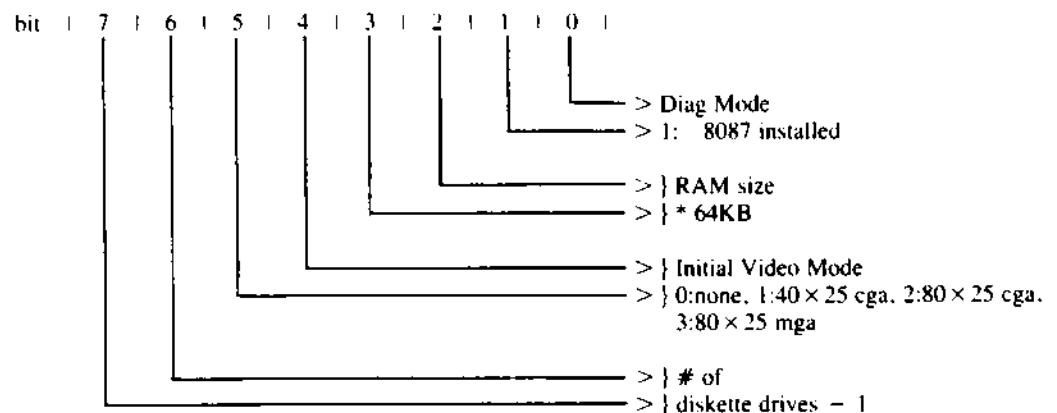 bit | 7 | 6 | 5 | 4 | 3 | 2 | 1 | 0 |
> Diag Mode
> 1: 8087 installed
> } RAM size
> } * 64KB
> } Initial Video Mode
> } 0:none, 1:40 × 25 cga, 2:80 × 25 cga,
3:80 × 25 mga
> } # of
> } diskette drives − 1